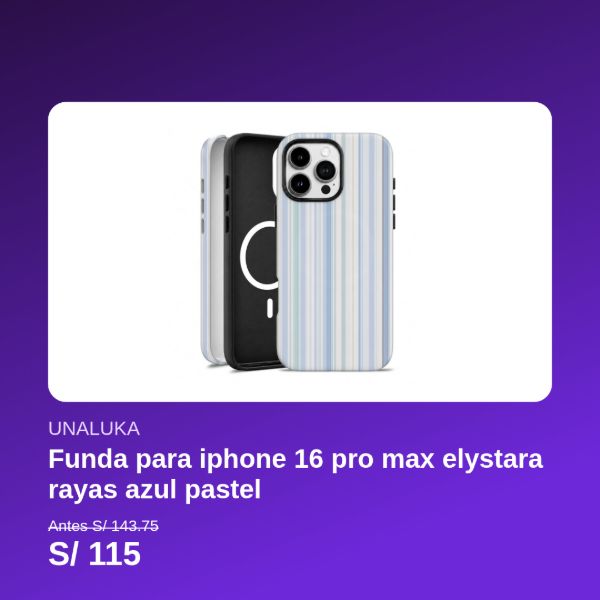 UNALUKA
Funda para iphone 16 pro max elystara
rayas azul pastel
Antes S/ 143.75
S/ 115